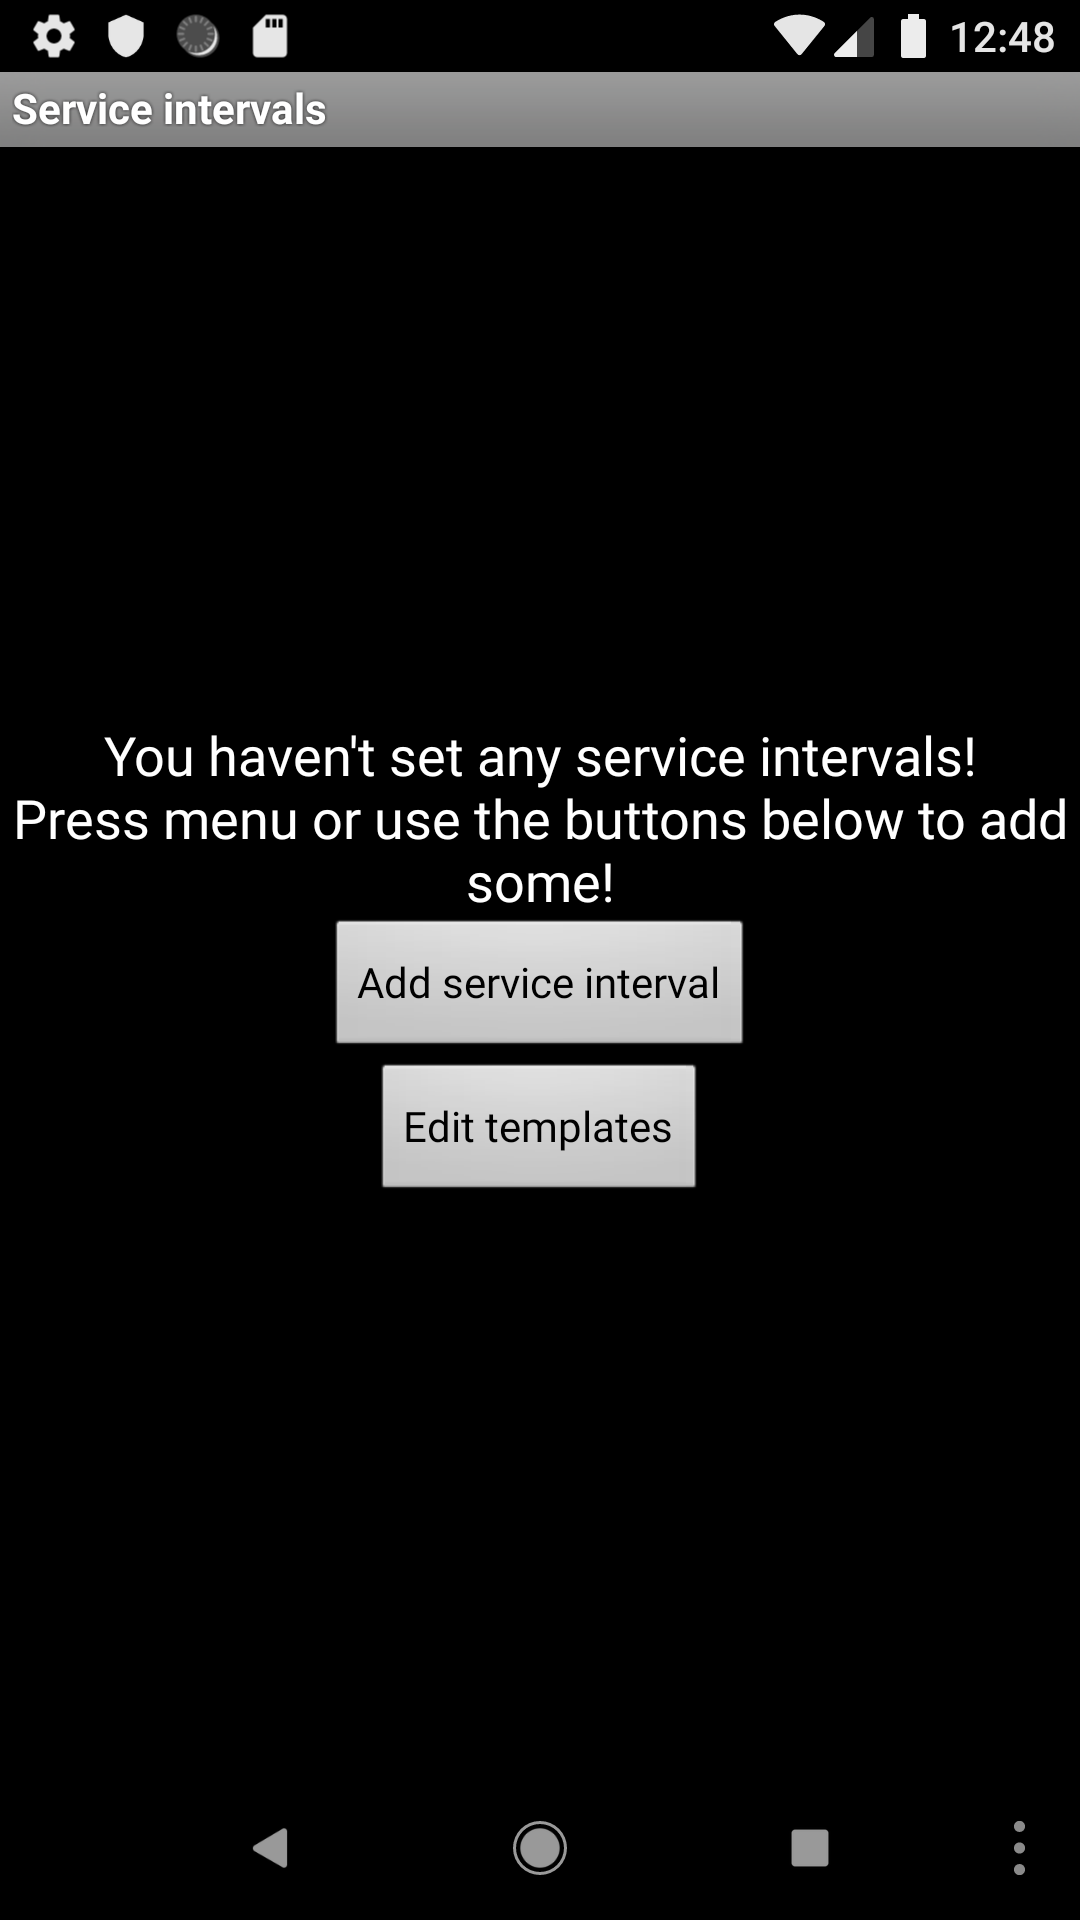 12:48
Service intervals
You haven't set any service intervals!
Press menu or use the buttons below to add
some!
Add service interval
Edit templates